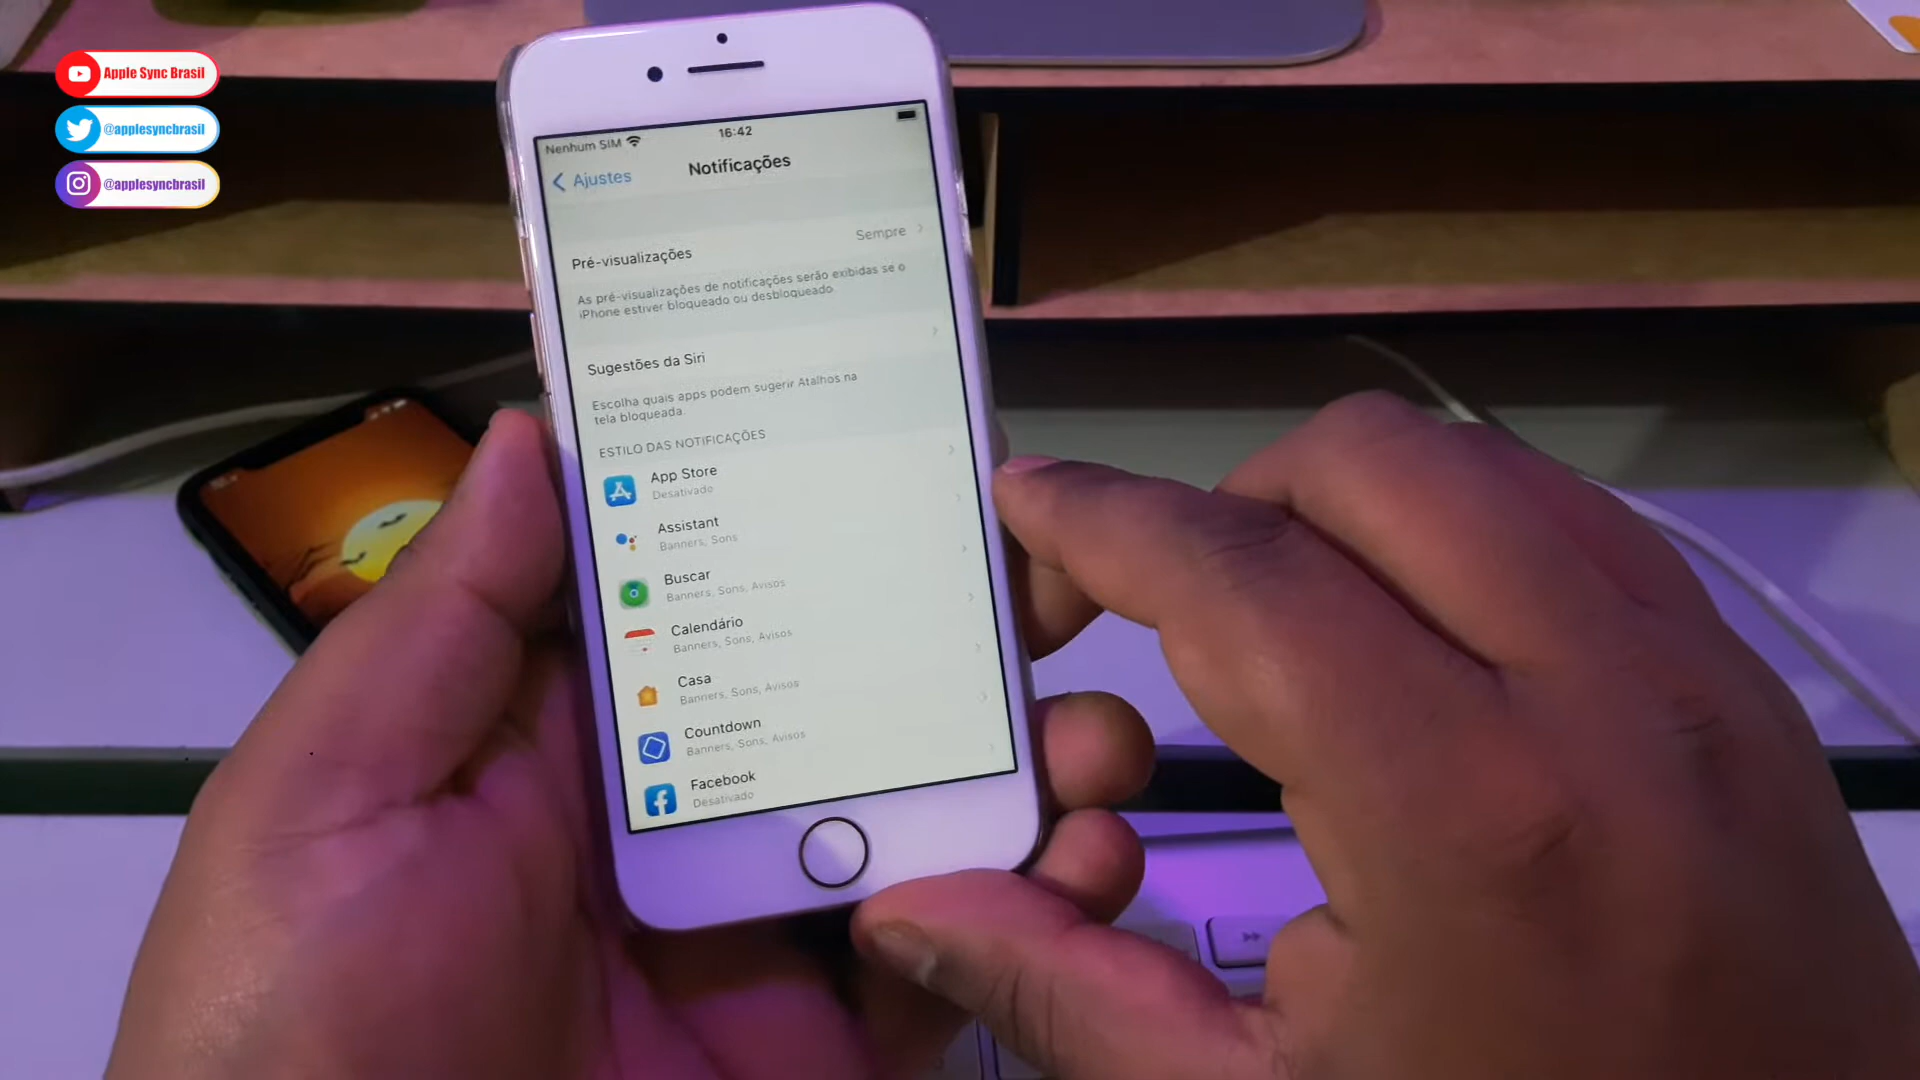 Apple Sync Brasil
@applesyncbrasil
@applesyncbrasil
Nenhum SIM
16:42
Ajustes
Notificações
Pré-visualizações
Sempre
As pré-visualizações de notificações serão exibidas se o
iPhone estiver bloqueado ou desbloqueado.
Sugestões da Siri
Escolha quais apps podem sugerir Atalhos na
tela bloqueada.
ESTILO DAS NOTIFICAÇÕES
App Store
Desativado
Assistant
Banners, Sons
Buscar
Banners, Sons, Avisos
Calendário
Banners, Sons, Avisos
Casa
Banners, Sons, Avisos
Countdown
Banners, Sons, Avisos
Facebook
Desativado